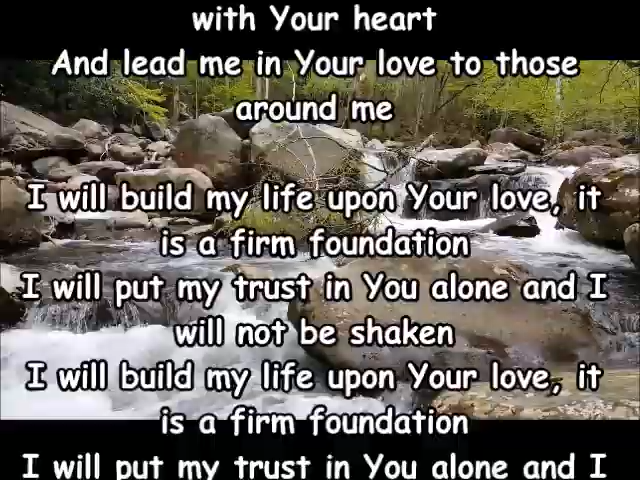 with Your heart
And lead me in Your love to those
around me
I will build my life upon Your love, it
is a firm foundation
I will put my trust in You alone and I
will not be shaken
I will build my life upon Your love, it
is a firm foundation
I will put my trust in You alone and I